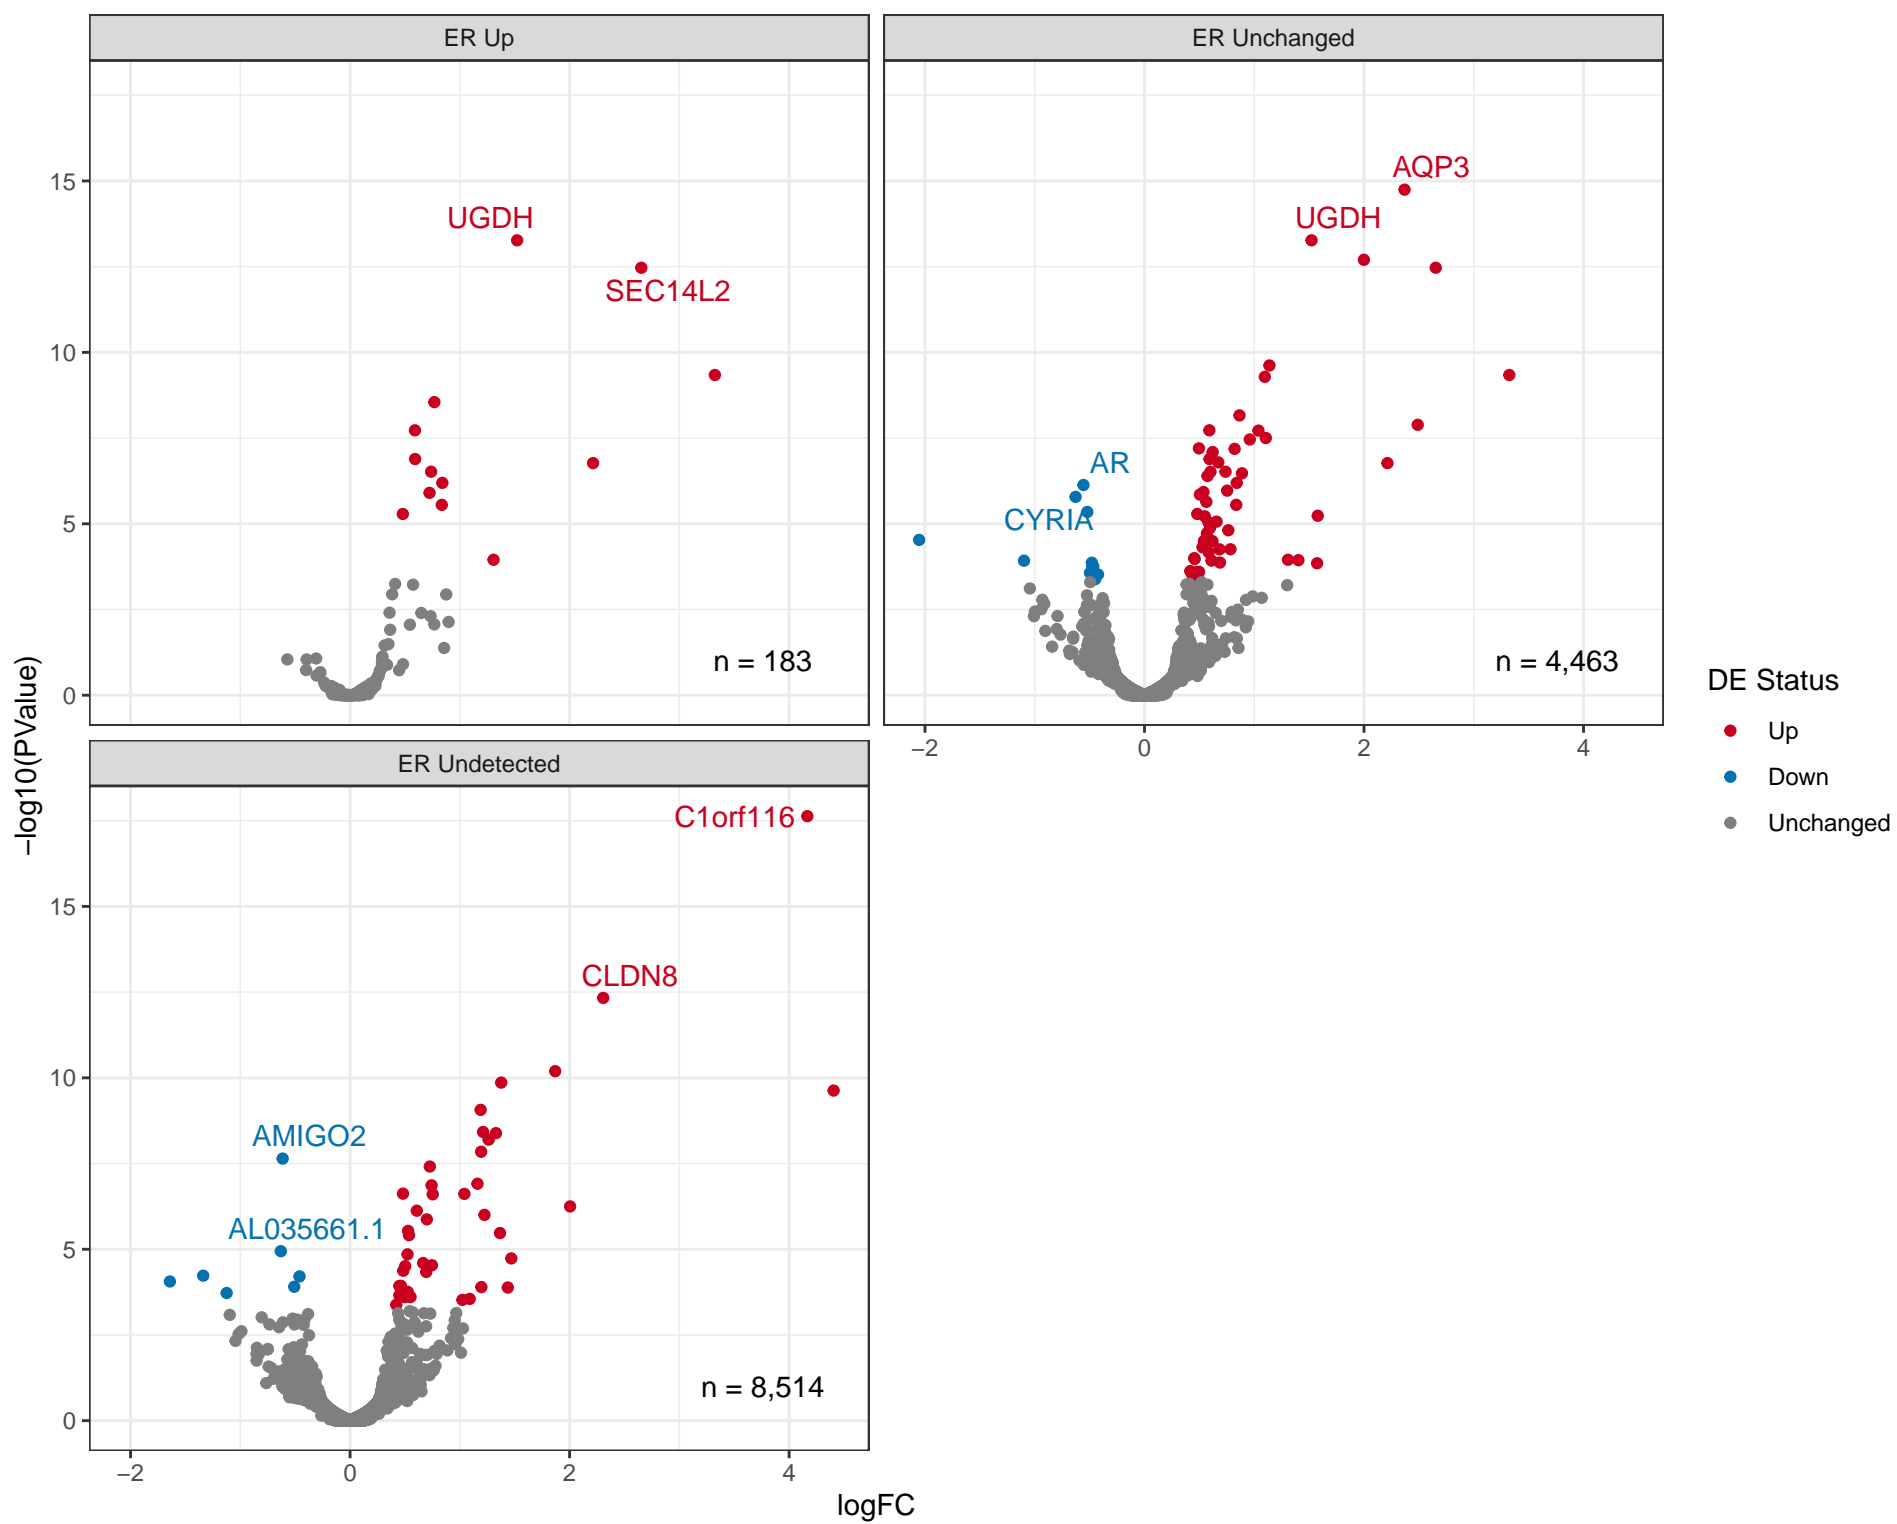 ER Up
ER Unchanged
15
10
5
0
UGDH
SEC14L2
n = 183
AQP3
UGDH
AR
CYRIA
n = 4,463
−2
0
2
4
ER Undetected
15
10
5
0
C1orf116
CLDN8
AMIGO2
AL035661.1
n = 8,514
−2
0
2
4
logFC
−log10(PValue)
DE Status
Up
Down
Unchanged